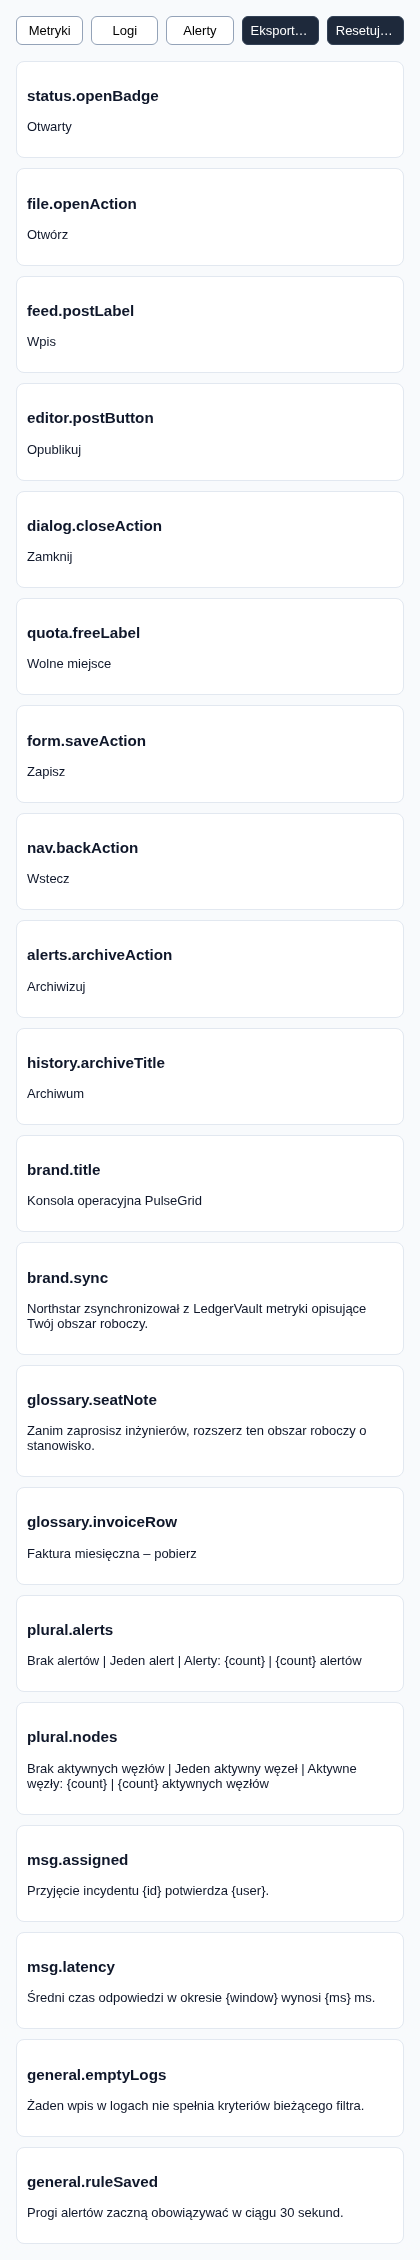 Metryki
Logi
Alerty
Eksport…
Resetuj…
status.openBadge
Otwarty
file.openAction
Otwórz
feed.postLabel
Wpis
editor.postButton
Opublikuj
dialog.closeAction
Zamknij
quota.freeLabel
Wolne miejsce
form.saveAction
Zapisz
nav.backAction
Wstecz
alerts.archiveAction
Archiwizuj
history.archiveTitle
Archiwum
brand.title
Konsola operacyjna PulseGrid
brand.sync
Northstar zsynchronizował z LedgerVault metryki opisujące
Twój obszar roboczy.
glossary.seatNote
Zanim zaprosisz inżynierów, rozszerz ten obszar roboczy o
stanowisko.
glossary.invoiceRow
Faktura miesięczna – pobierz
plural.alerts
Brak alertów | Jeden alert | Alerty: {count} | {count} alertów
plural.nodes
Brak aktywnych węzłów | Jeden aktywny węzeł | Aktywne
węzły: {count} | {count} aktywnych węzłów
msg.assigned
Przyjęcie incydentu {id} potwierdza {user}.
msg.latency
Średni czas odpowiedzi w okresie {window} wynosi {ms} ms.
general.emptyLogs
Żaden wpis w logach nie spełnia kryteriów bieżącego filtra.
general.ruleSaved
Progi alertów zaczną obowiązywać w ciągu 30 sekund.